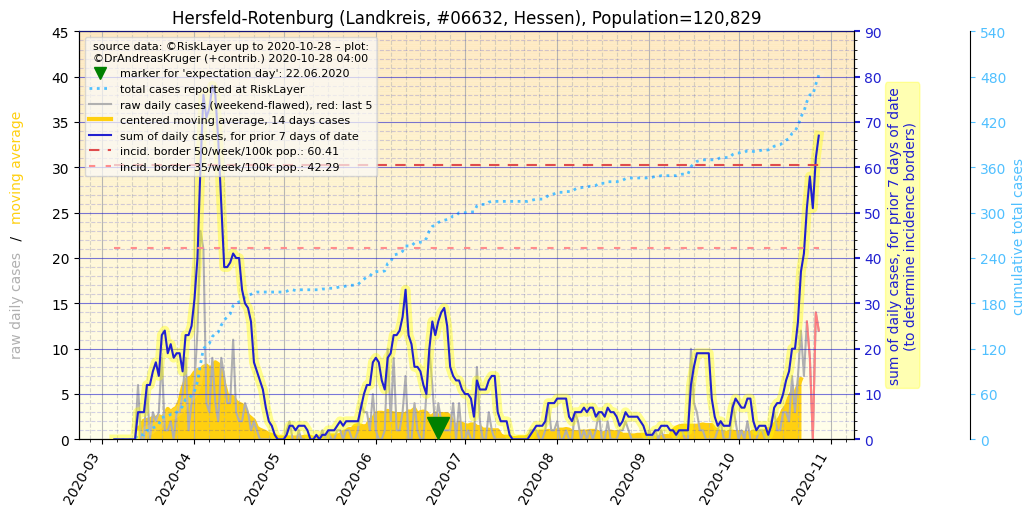 Hersfeld-Rotenburg (Landkreis, #06632, Hessen), Population=120,829
source data: ©RiskLayer up to 2020-10-28 – plot:
©DrAndreasKruger (+contrib.) 2020-10-28 04:00
marker for 'expectation day': 22.06.2020
total cases reported at RiskLayer
raw daily cases (weekend-flawed), red: last 5
centered moving average, 14 days cases
sum of daily cases, for prior 7 days of date
incid. border 50/week/100k pop.: 60.41
incid. border 35/week/100k pop.: 42.29
raw daily cases / moving average
45
40
35
30
25
20
15
10
5
0
2020-03
2020-04
2020-05
2020-06
2020-07
2020-08
2020-09
2020-10
2020-11
90
80
70
60
50
40
30
20
10
0
sum of daily cases, for prior 7 days of date
(to determine incidence borders)
540
480
420
360
300
240
180
120
60
0
cumulative total cases